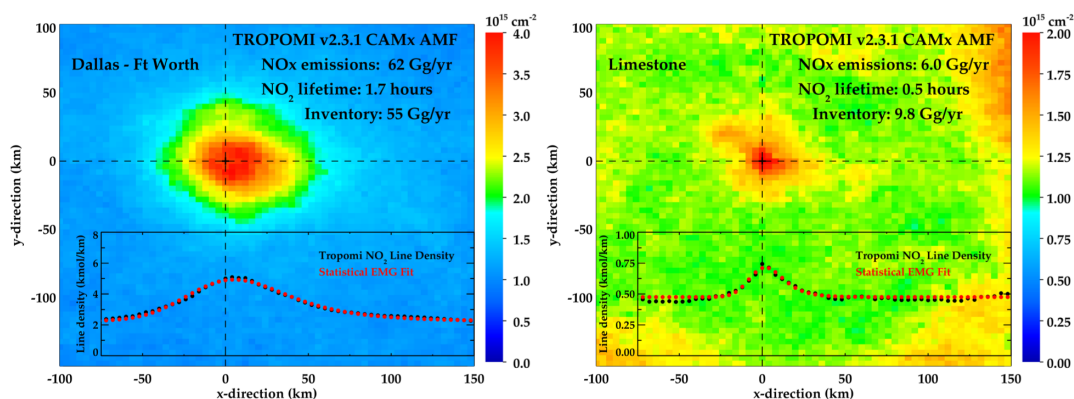 10¹⁵ cm⁻²
TROPOMI v2.3.1 CAMx AMF
Dallas - Ft Worth
NOx emissions: 62 Gg/yr
NO₂ lifetime: 1.7 hours
Inventory: 55 Gg/yr
y-direction (km)
100
50
0
-50
-100
4.0
3.5
3.0
2.5
2.0
1.5
1.0
0.5
0.0
Line density (kmol/km)
8
6
4
2
0
Tropomi NO₂ Line Density
Statistical EMG Fit
-100
-50
0
50
100
150
x-direction (km)
10¹⁵ cm⁻²
TROPOMI v2.3.1 CAMx AMF
Limestone
NOx emissions: 6.0 Gg/yr
NO₂ lifetime: 0.5 hours
Inventory: 9.8 Gg/yr
y-direction (km)
100
50
0
-50
-100
2.00
1.75
1.50
1.25
1.00
0.75
0.50
0.25
0.00
Line density (kmol/km)
1.00
0.75
0.50
0.25
0.00
Tropomi NO₂ Line Density
Statistical EMG Fit
-100
-50
0
50
100
150
x-direction (km)